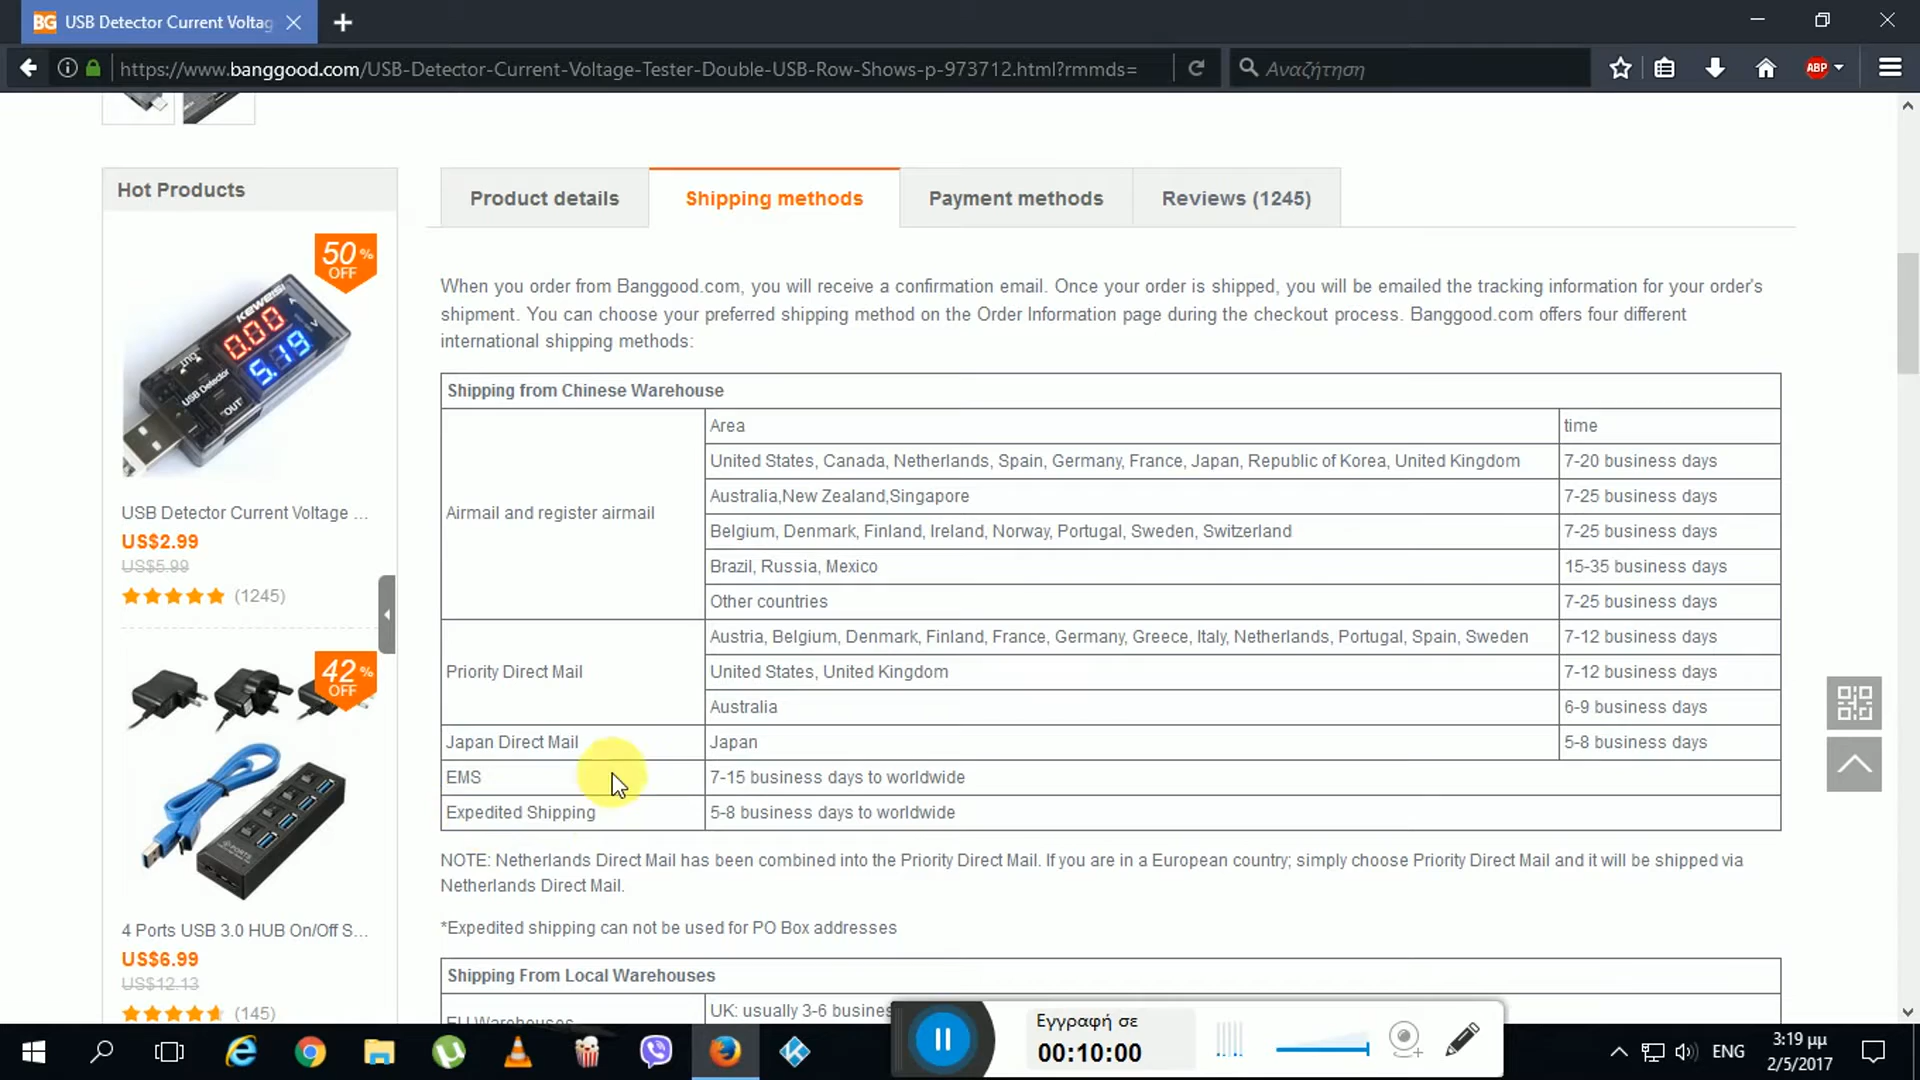 BG USB Detector Current Voltag
https://www.banggood.com/USB-Detector-Current-Voltage-Tester-Double-USB-Row-Shows-p-973712.html?rmmds=
Αναζήτηση
ABP
Hot Products
Product details
Shipping methods
Payment methods
Reviews (1245)
50% OFF
KEWEISI
0.00
5.19
USB Detector
"OUT"
USB Detector Current Voltage ...
US$2.99
US$5.99
(1245)
42% OFF
4 Ports USB 3.0 HUB On/Off S...
US$6.99
US$12.13
(145)
When you order from Banggood.com, you will receive a confirmation email. Once your order is shipped, you will be emailed the tracking information for your order's
shipment. You can choose your preferred shipping method on the Order Information page during the checkout process. Banggood.com offers four different
international shipping methods:
Shipping from Chinese Warehouse
Area time
Airmail and register airmail
United States, Canada, Netherlands, Spain, Germany, France, Japan, Republic of Korea, United Kingdom 7-20 business days
Australia,New Zealand,Singapore 7-25 business days
Belgium, Denmark, Finland, Ireland, Norway, Portugal, Sweden, Switzerland 7-25 business days
Brazil, Russia, Mexico 15-35 business days
Other countries 7-25 business days
Priority Direct Mail
Austria, Belgium, Denmark, Finland, France, Germany, Greece, Italy, Netherlands, Portugal, Spain, Sweden 7-12 business days
United States, United Kingdom 7-12 business days
Australia 6-9 business days
Japan Direct Mail Japan 5-8 business days
EMS 7-15 business days to worldwide
Expedited Shipping 5-8 business days to worldwide
NOTE: Netherlands Direct Mail has been combined into the Priority Direct Mail. If you are in a European country; simply choose Priority Direct Mail and it will be shipped via
Netherlands Direct Mail.
*Expedited shipping can not be used for PO Box addresses
Shipping From Local Warehouses
EU Warehouses UK: usually 3-6 busines
Εγγραφή σε
00:10:00
ENG
3:19 μμ
2/5/2017